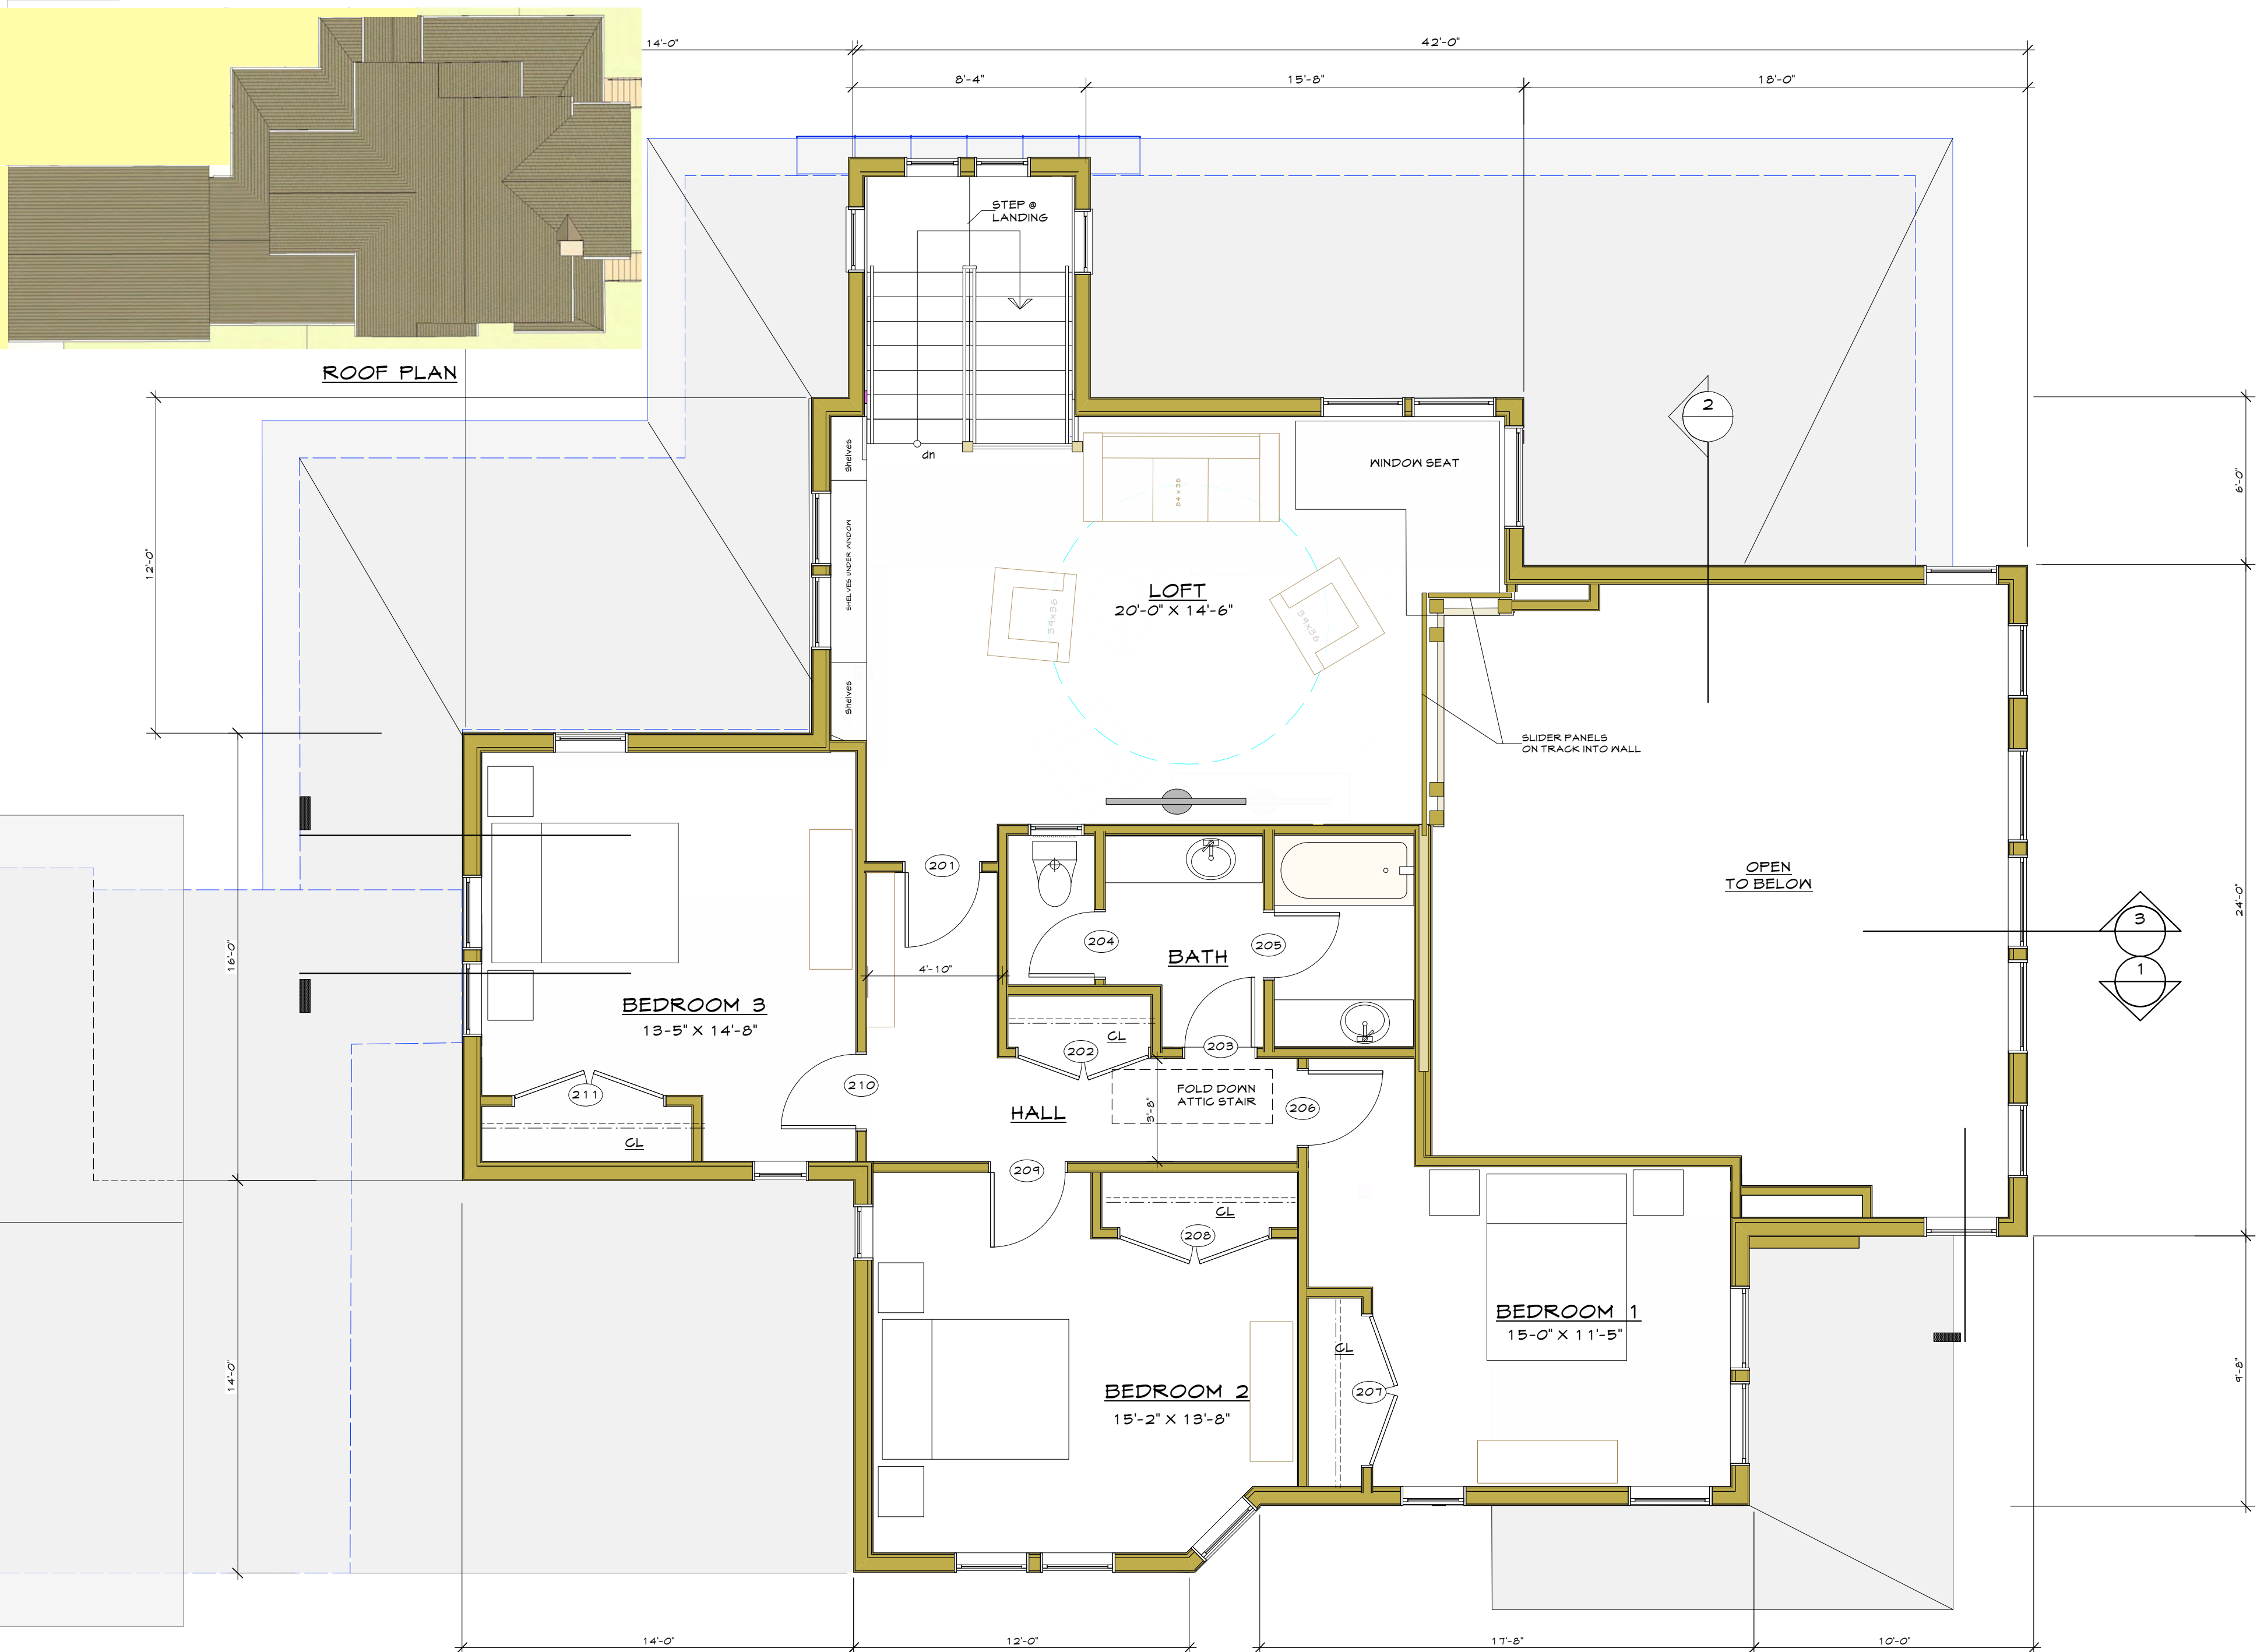 14'-0"
42'-0"
8'-4"
15'-8"
18'-0"
STEP @
LANDING
ROOF PLAN
2
dn
Shelves
WINDOW SEAT
84 x 38
6'-0"
12'-0"
SHELVES UNDER WINDOW
LOFT
20'-0" X 14'-6"
39x36
39x36
Shelves
SLIDER PANELS
ON TRACK INTO WALL
201
OPEN
TO BELOW
24'-0"
3
1
204
205
BATH
16'-0"
4'-10"
BEDROOM 3
13-5" X 14'-8"
CL
202
203
210
FOLD DOWN
ATTIC STAIR
211
3'-8"
206
HALL
CL
209
CL
208
BEDROOM 1
15-0" X 11'-5"
CL
207
BEDROOM 2
15'-2" X 13'-8"
14'-0"
9'-8"
14'-0"
12'-0"
17'-8"
10'-0"